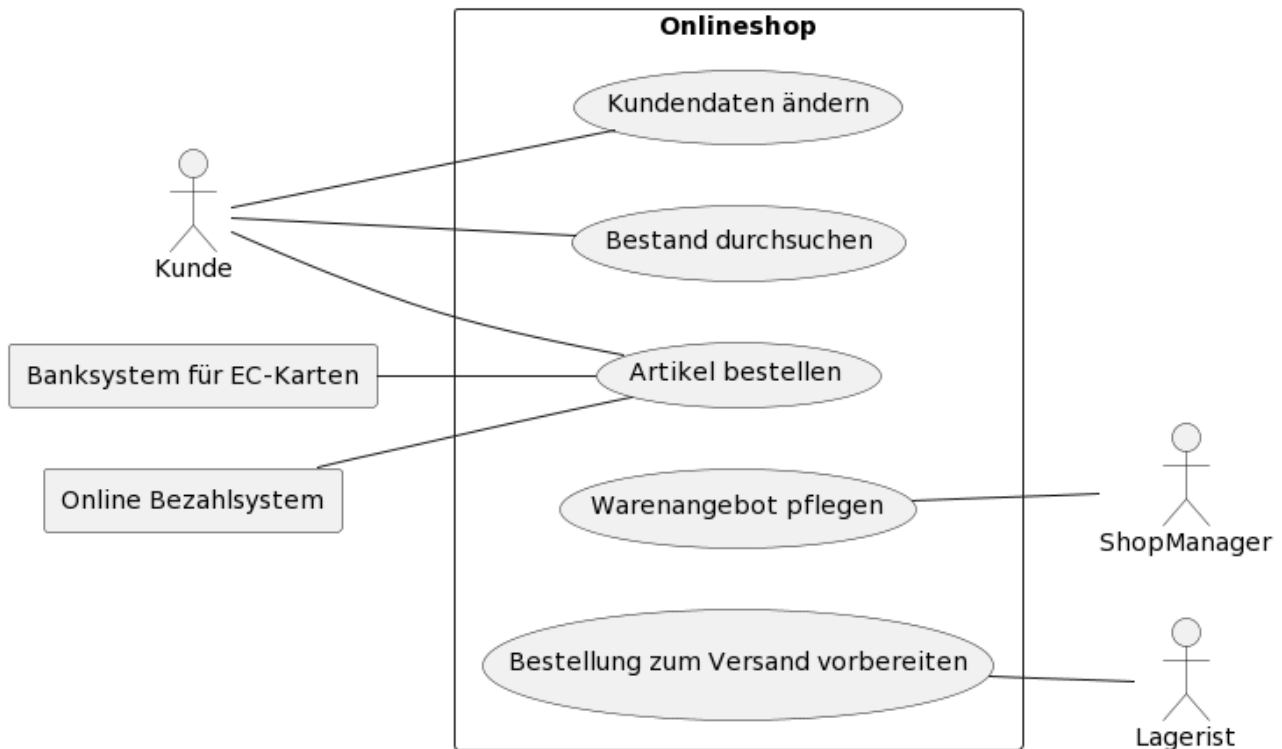 Onlineshop
Kundendaten ändern
Kunde
Bestand durchsuchen
Banksystem für EC-Karten
Artikel bestellen
Online Bezahlsystem
Warenangebot pflegen
ShopManager
Bestellung zum Versand vorbereiten
Lagerist